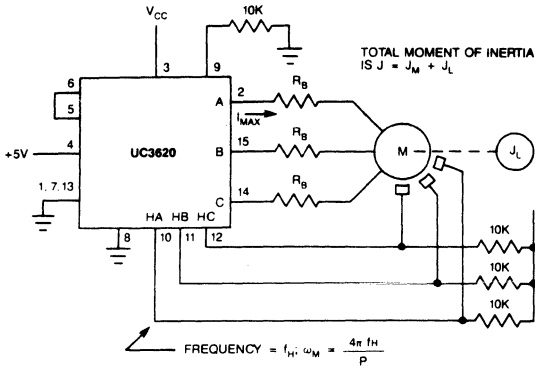 V_CC
10K
3
9
TOTAL MOMENT OF INERTIA
IS J = J_M + J_L
6
5
A
2
R_B
I_MAX
+5V
4
UC3620
B
15
R_B
M
J_L
1, 7, 13
C
14
R_B
HA HB HC
8
10
11
12
10K
10K
10K
FREQUENCY = f_H; ω_M = 4π f_H / P